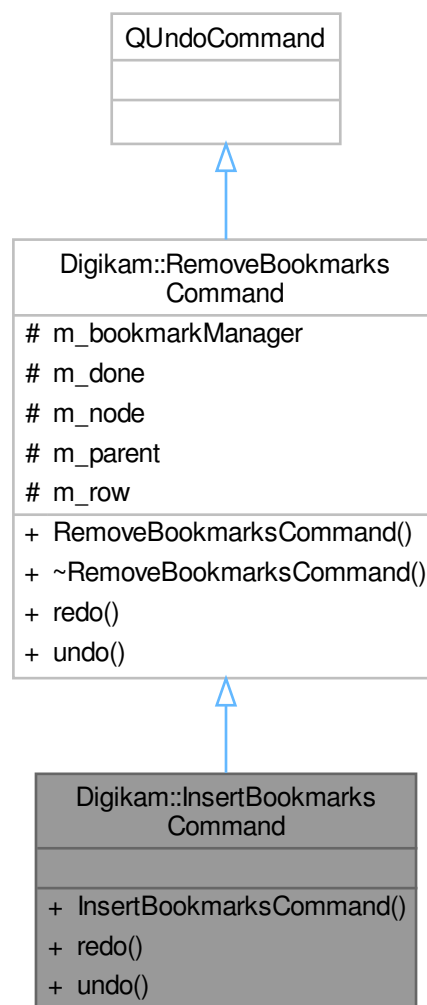 QUndoCommand
Digikam::RemoveBookmarks
Command
# m_bookmarkManager
# m_done
# m_node
# m_parent
# m_row
+ RemoveBookmarksCommand()
+ ~RemoveBookmarksCommand()
+ redo()
+ undo()
Digikam::InsertBookmarks
Command
+ InsertBookmarksCommand()
+ redo()
+ undo()